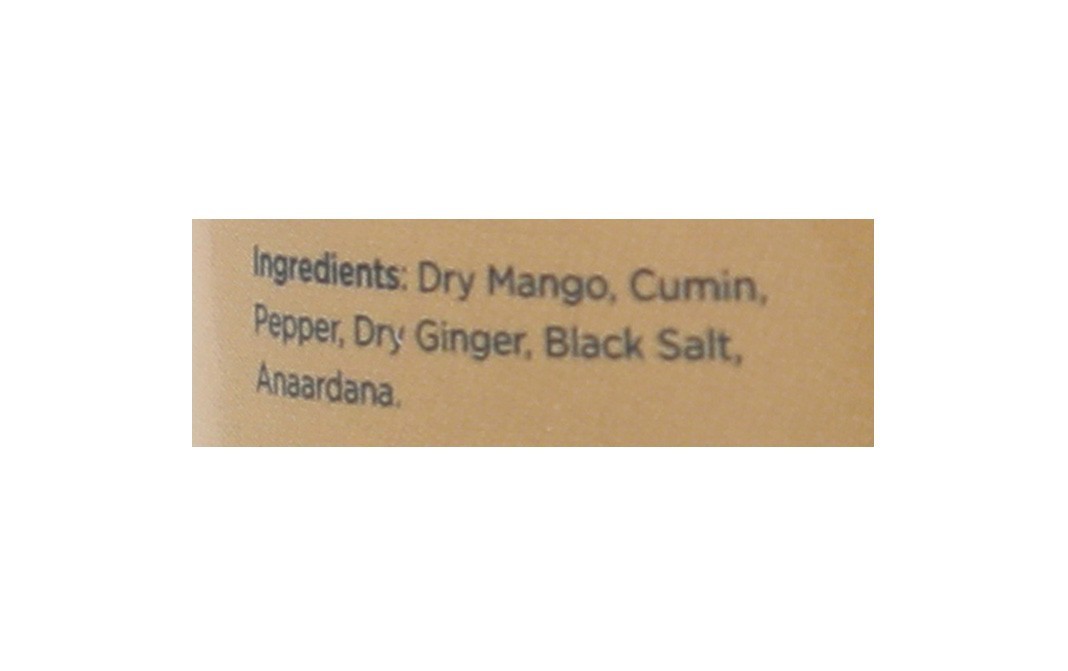 Ingredients: Dry Mango, Cumin,
Pepper, Dry Ginger, Black Salt,
Anaardana.